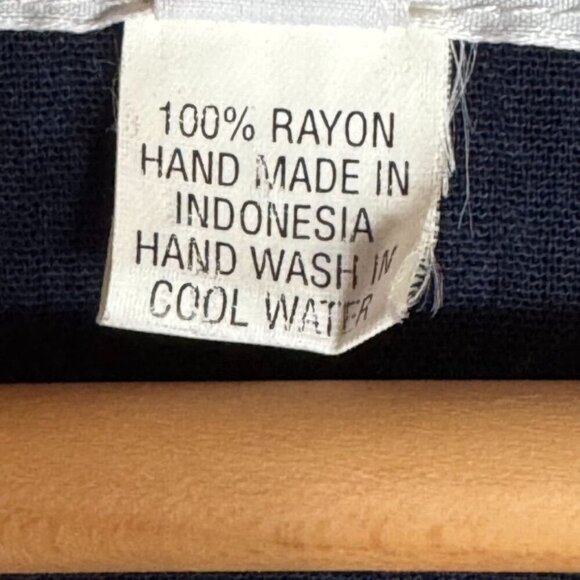 100% RAYON
HAND MADE IN
INDONESIA
HAND WASH IN
COOL WATER